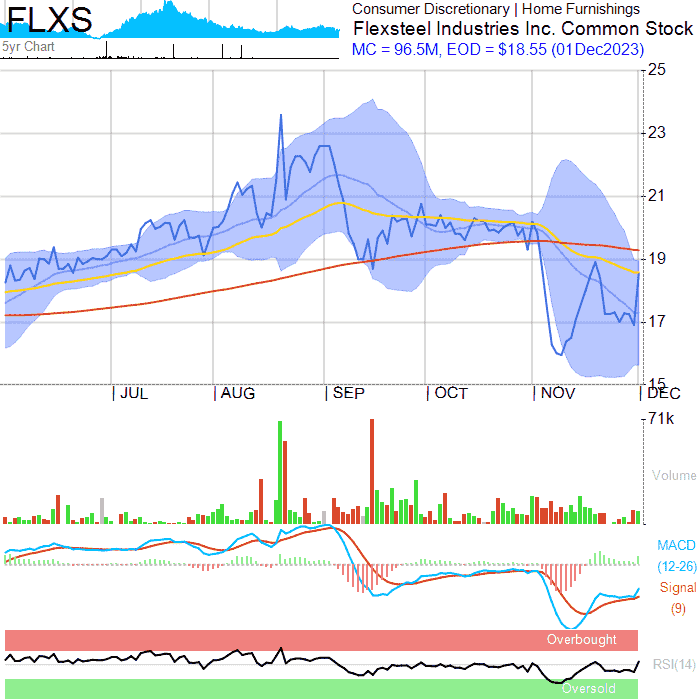 FLXS
5yr Chart
Consumer Discretionary | Home Furnishings
Flexsteel Industries Inc. Common Stock
MC = 96.5M, EOD = $18.55 (01Dec2023)
25
23
21
19
17
15
JUL AUG SEP OCT NOV DEC
71k
Volume
MACD
(12-26)
Signal
(9)
Overbought
RSI(14)
Oversold